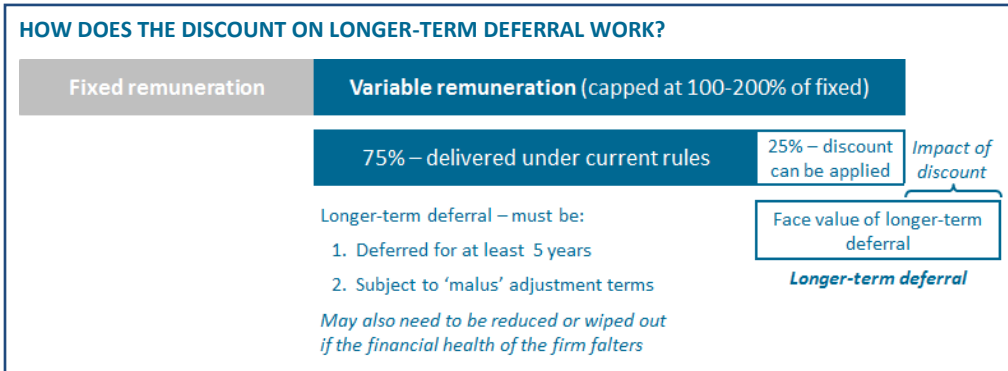 HOW DOES THE DISCOUNT ON LONGER-TERM DEFERRAL WORK?
Fixed remuneration
Variable remuneration (capped at 100-200% of fixed)
75% – delivered under current rules
25% – discount
can be applied
Impact of
discount
Longer-term deferral – must be:
1. Deferred for at least 5 years
2. Subject to 'malus' adjustment terms
May also need to be reduced or wiped out
if the financial health of the firm falters
Face value of longer-term
deferral
Longer-term deferral